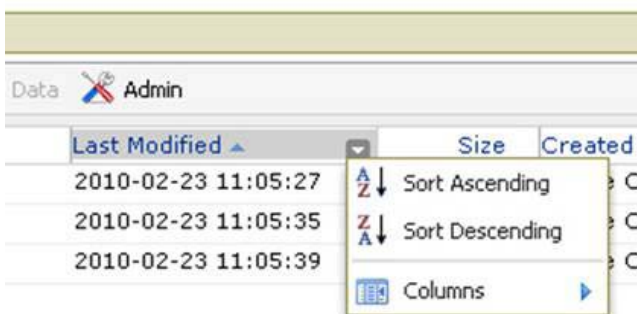 Data Admin
Last Modified Size Created
2010-02-23 11:05:27
Sort Ascending
2010-02-23 11:05:35
Sort Descending
2010-02-23 11:05:39
Columns